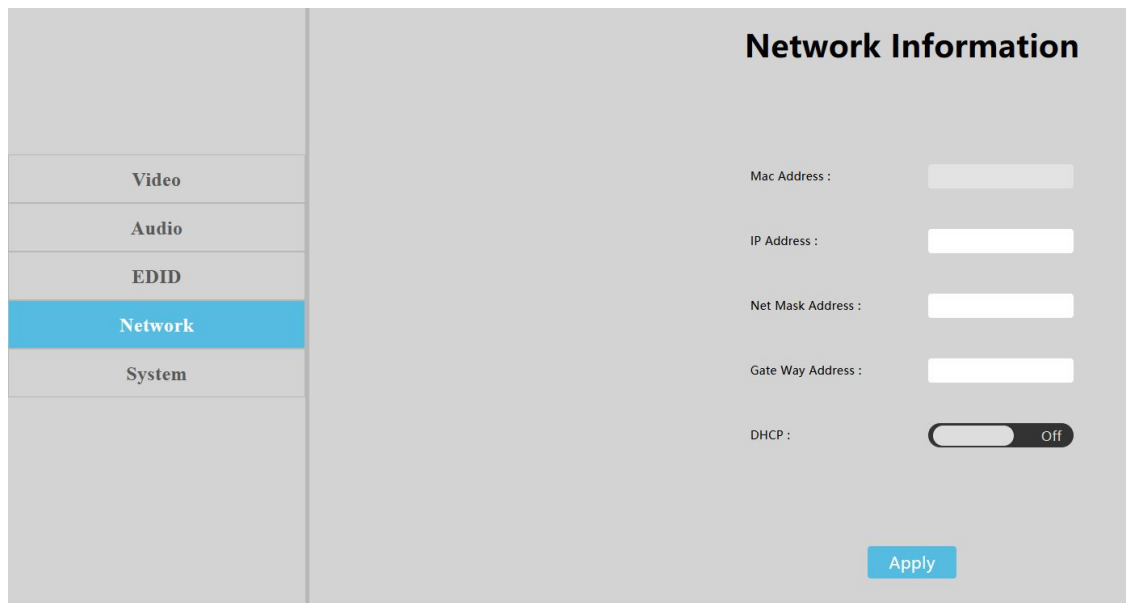 Network Information
Video
Audio
EDID
Network
System
Mac Address :
IP Address :
Net Mask Address :
Gate Way Address :
DHCP :
Off
Apply